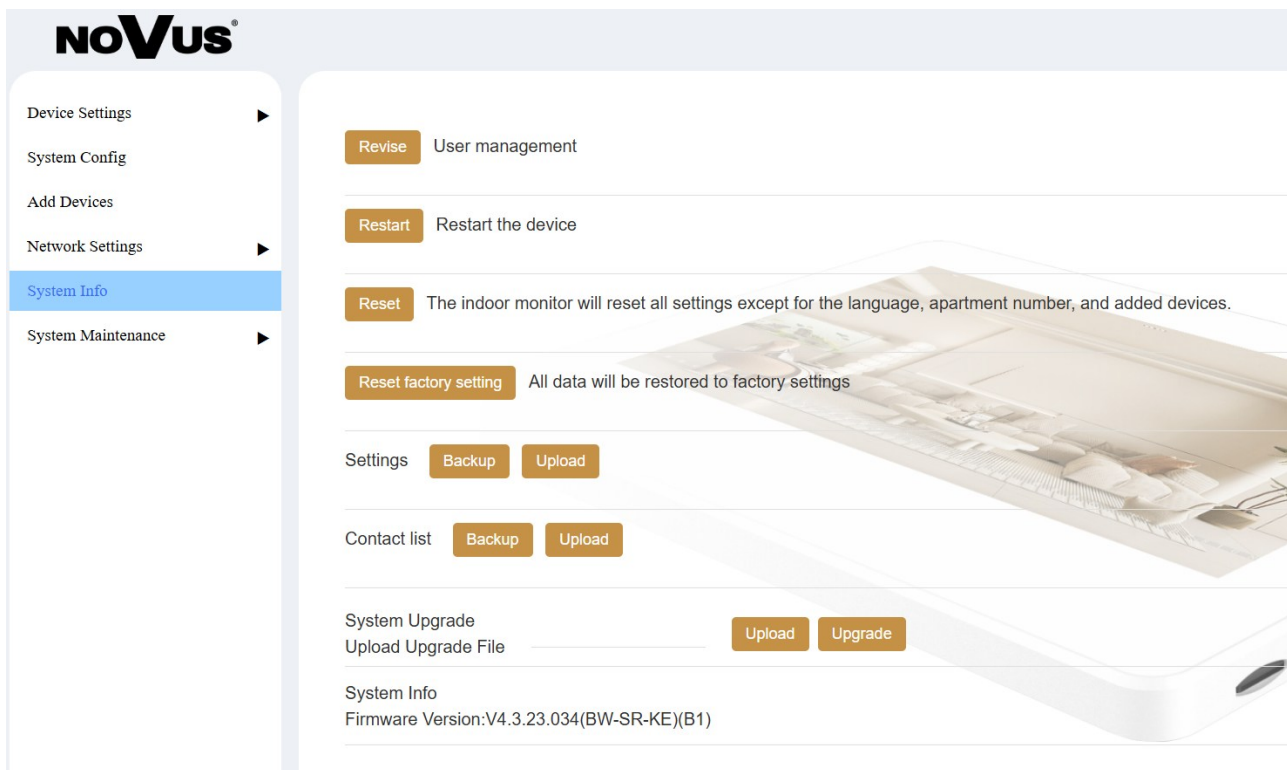 NOVUS®
Device Settings
System Config
Add Devices
Network Settings
System Info
System Maintenance
Revise User management
Restart Restart the device
Reset The indoor monitor will reset all settings except for the language, apartment number, and added devices.
Reset factory setting All data will be restored to factory settings
Settings Backup Upload
Contact list Backup Upload
System Upgrade
Upload Upgrade File Upload Upgrade
System Info
Firmware Version:V4.3.23.034(BW-SR-KE)(B1)